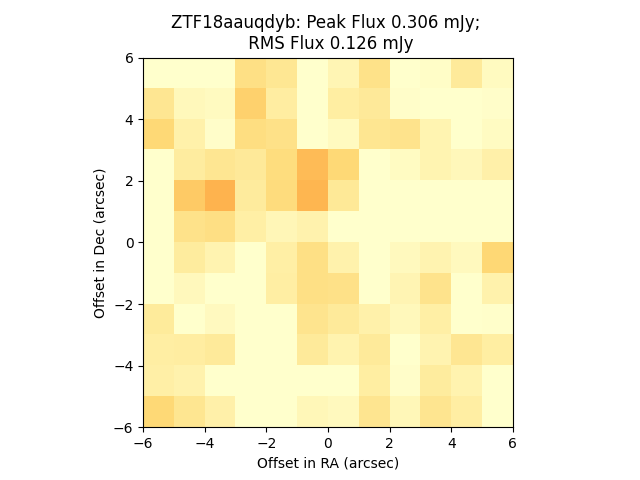 ZTF18aauqdyb: Peak Flux 0.306 mJy;
RMS Flux 0.126 mJy
6
4
2
0
−2
−4
−6
Offset in Dec (arcsec)
−6 −4 −2 0 2 4 6
Offset in RA (arcsec)